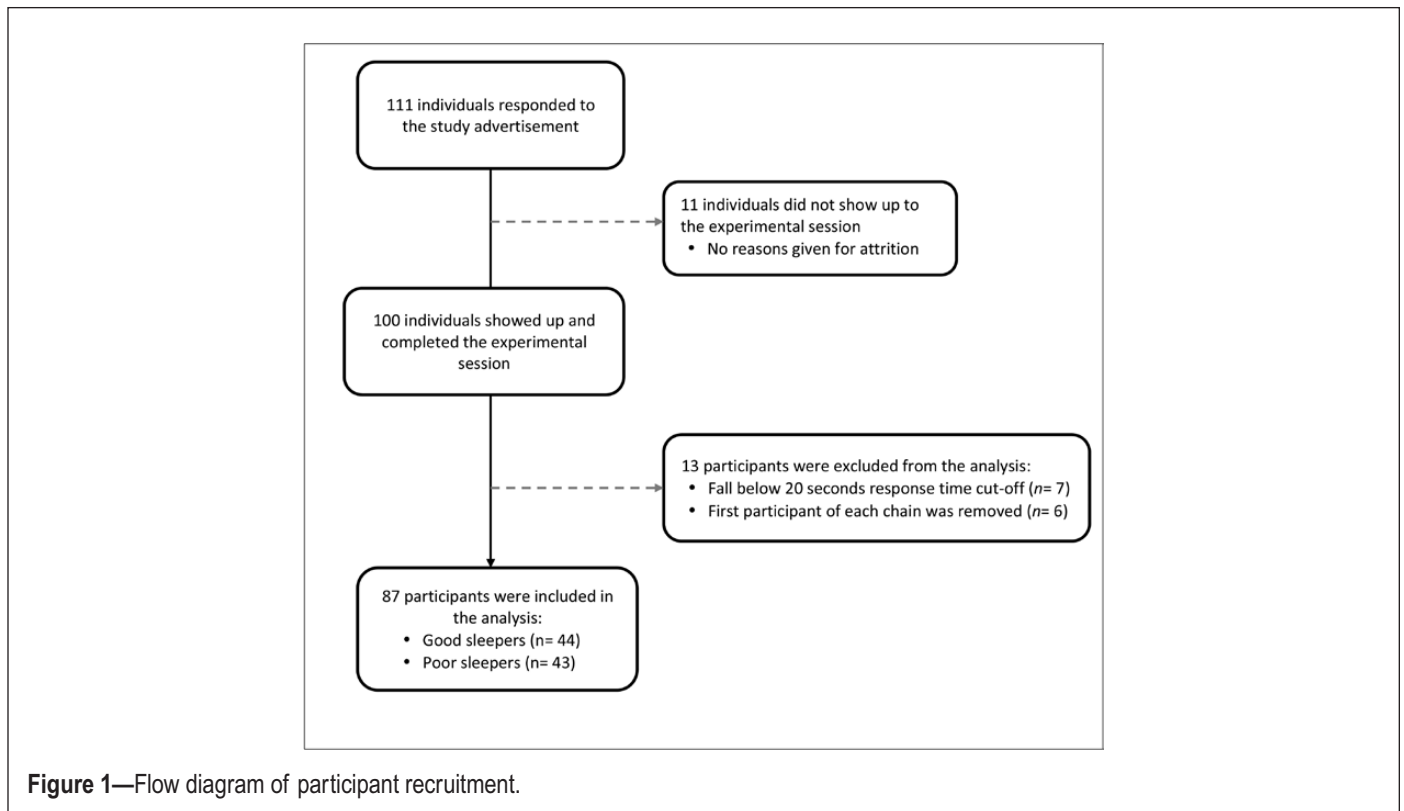 111 individuals responded to
the study advertisement
11 individuals did not show up to
the experimental session
• No reasons given for attrition
100 individuals showed up and
completed the experimental
session
13 participants were excluded from the analysis:
• Fall below 20 seconds response time cut-off (n= 7)
• First participant of each chain was removed (n= 6)
87 participants were included in
the analysis:
• Good sleepers (n= 44)
• Poor sleepers (n= 43)
Figure 1—Flow diagram of participant recruitment.